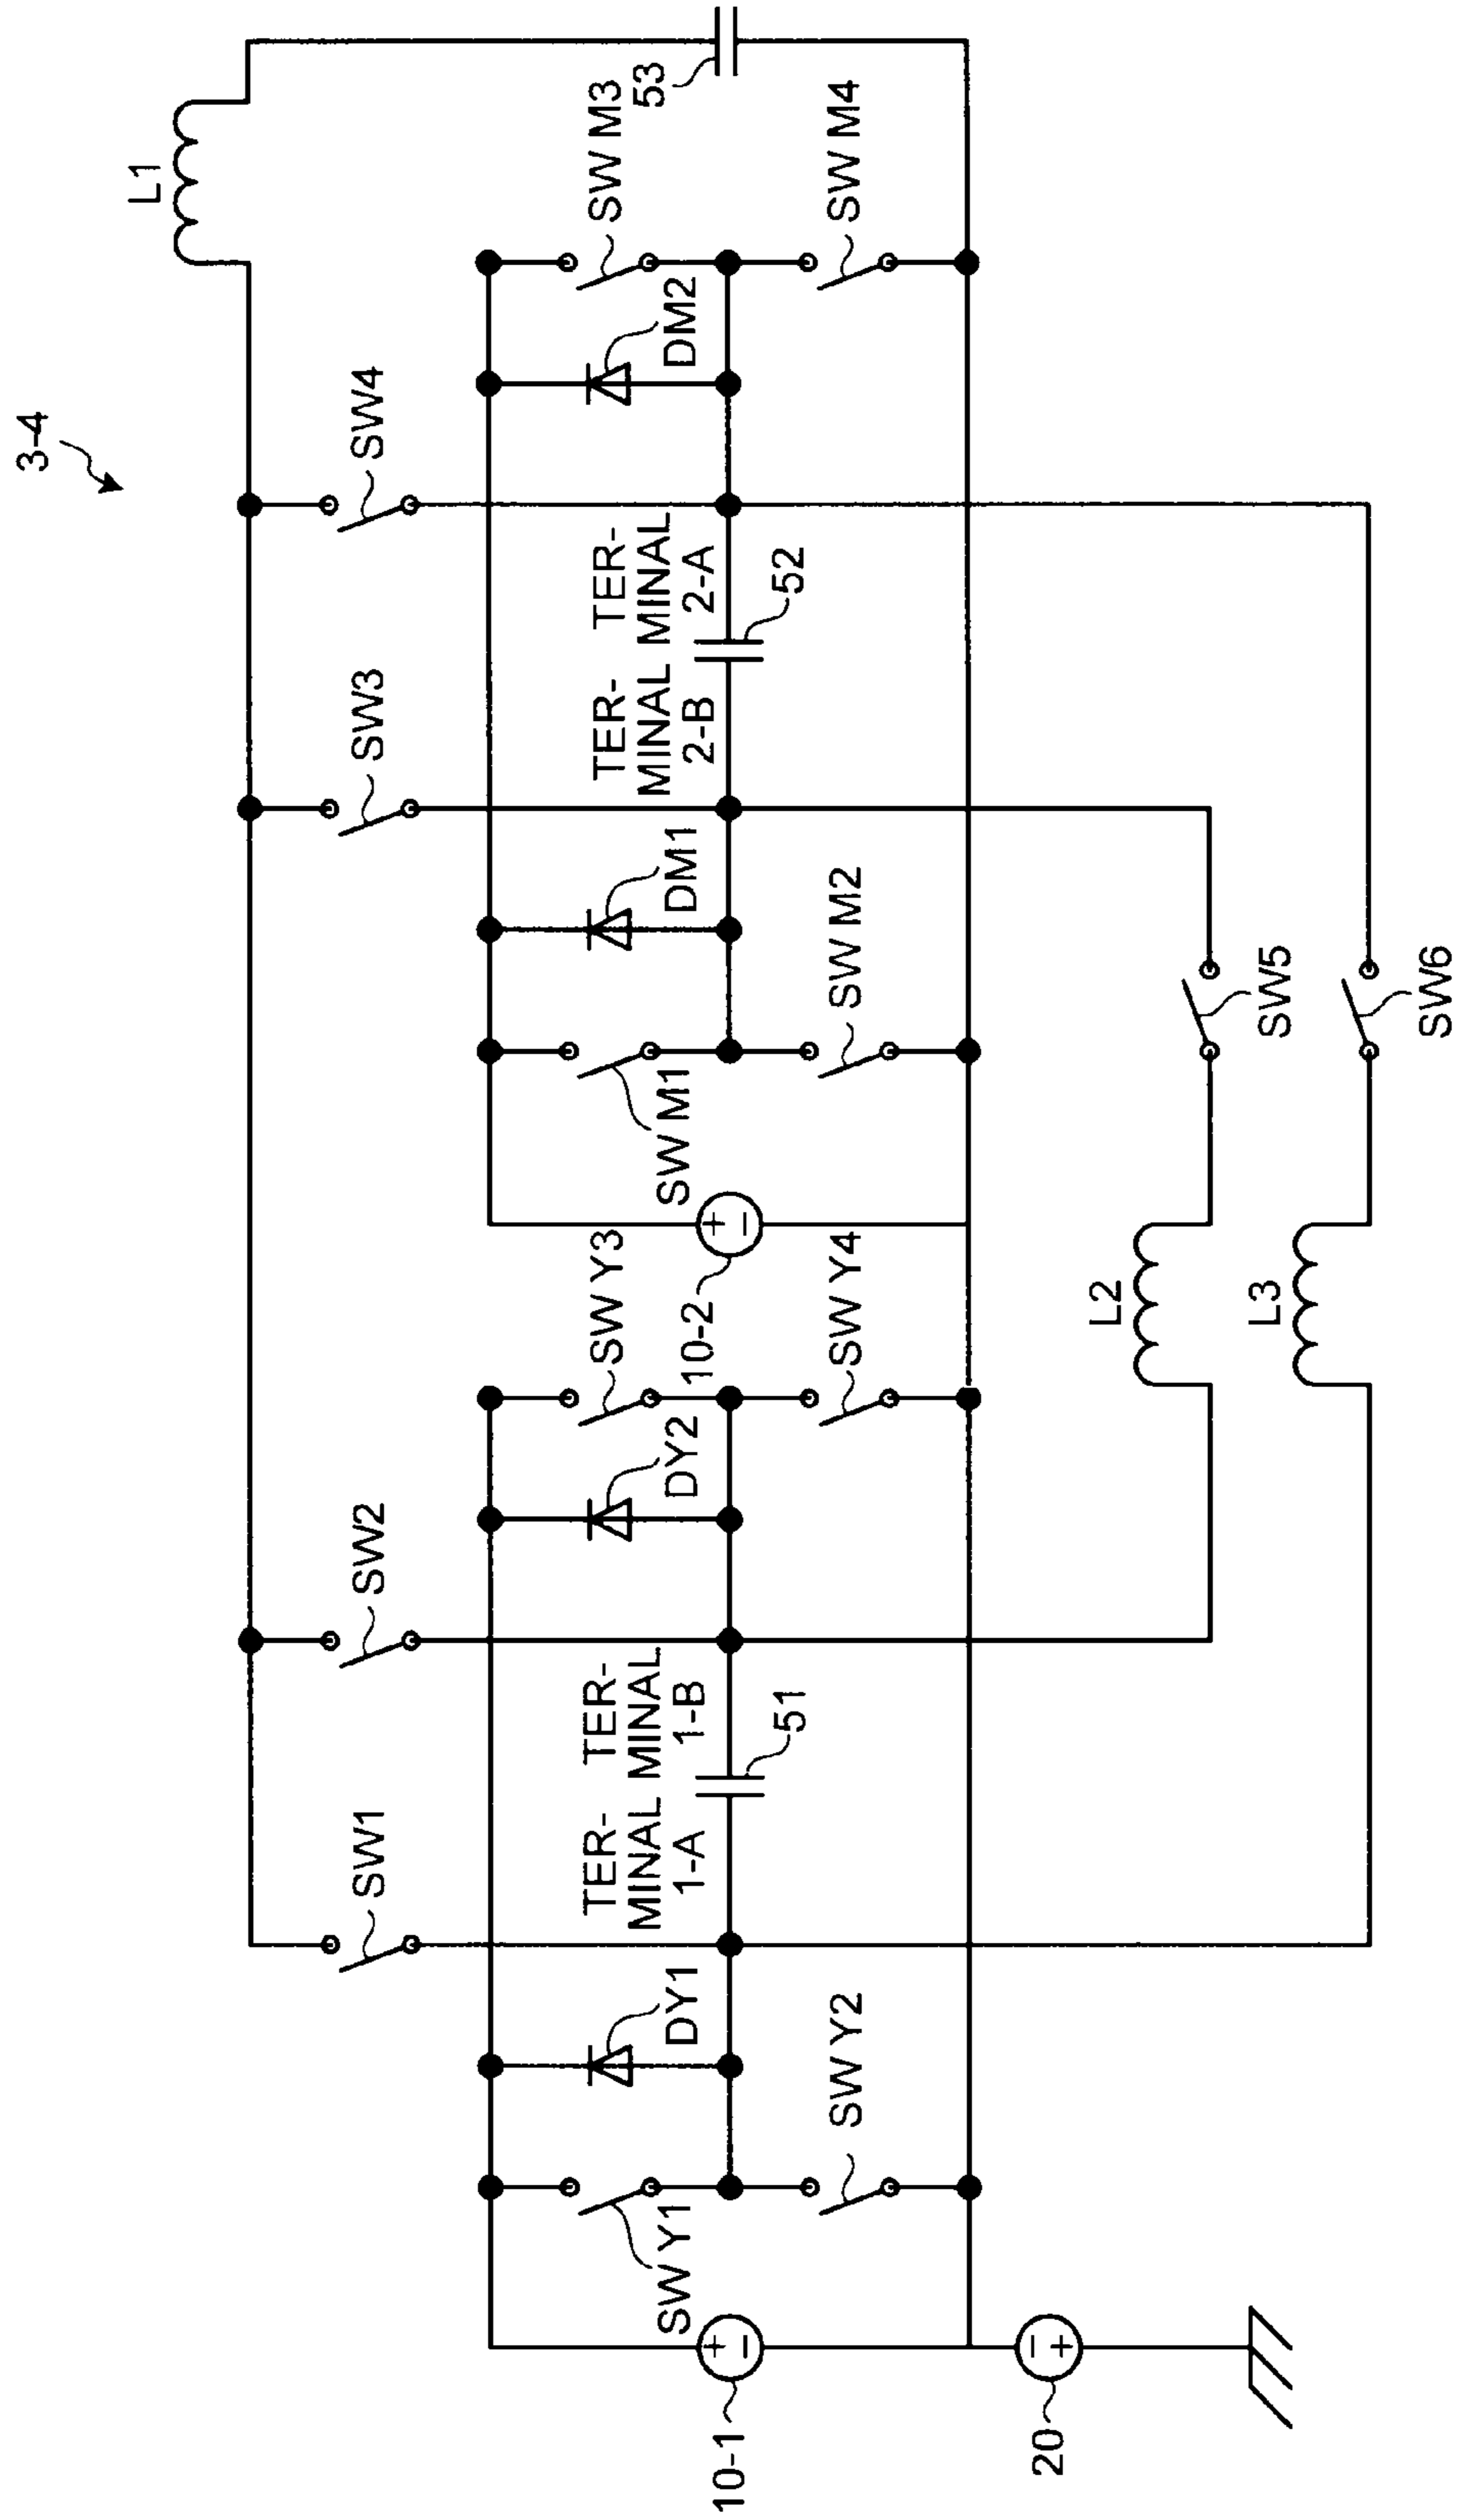 3-4
L1
SW1
SW2
SW3
SW4
53
SW M3
SW M4
DM2
TER-
MINAL
2-A
TER-
MINAL
2-B
52
DM1
SW M1
SW M2
10-2
SW Y3
SW Y4
DY2
TER-
MINAL
1-B
TER-
MINAL
1-A
51
DY1
SW Y1
SW Y2
10-1
+
−
+
−
−
+
20
L2
SW5
L3
SW6